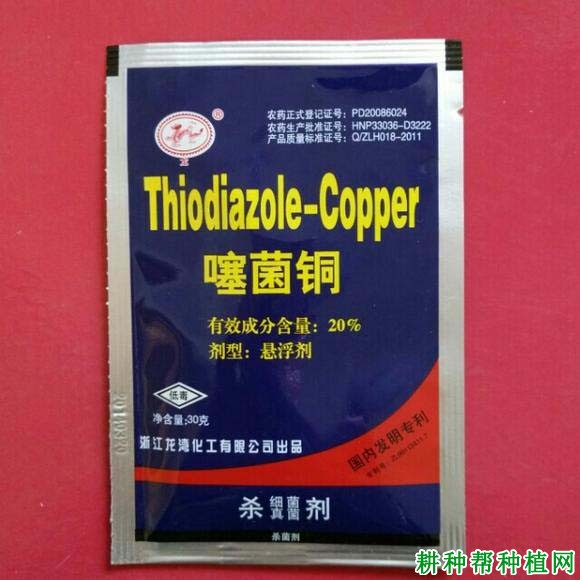 农药正式登记证号：PD20086024
农药生产批准证号：HNP33036-D3222
产品质量标准证号：Q/ZLH018-2011
®
Thiodiazole-Copper
噻菌铜
有效成分含量：20%
剂型：悬浮剂
低毒
净含量:30克
浙江龙湾化工有限公司出品
国内发明专利
杀细菌真菌剂
杀菌剂
耕种帮种植网